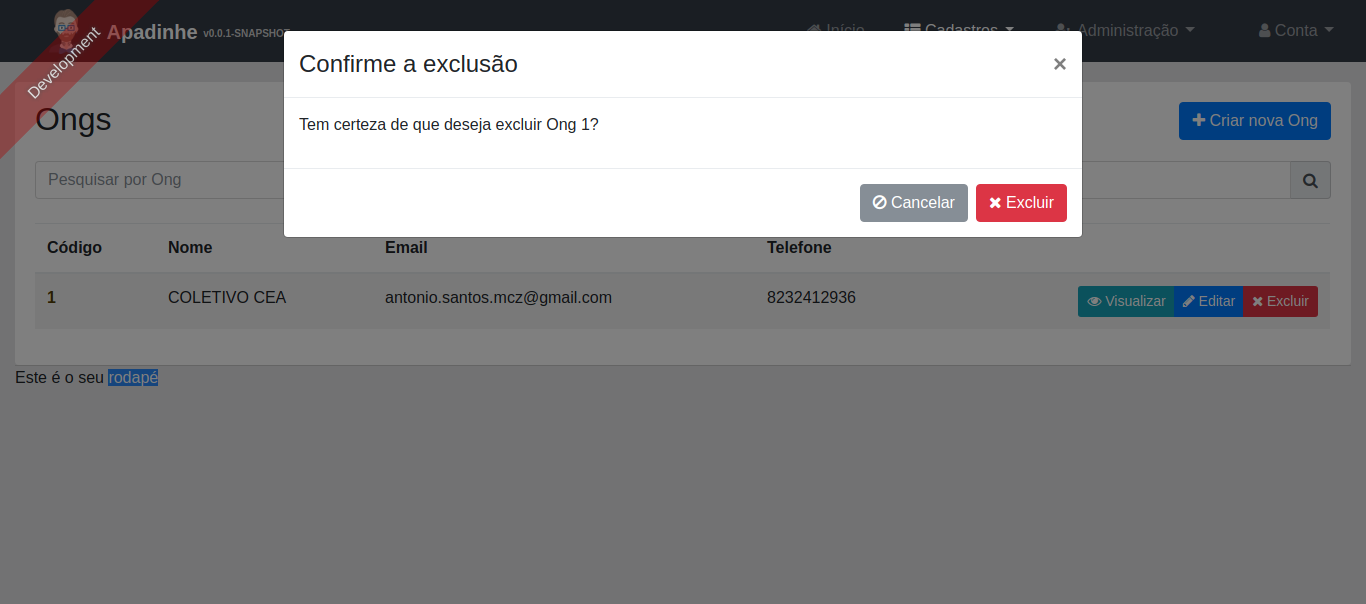 Development
Apadinhe v0.0.1-SNAPSHOT
Início Cadastros Administração Conta
Confirme a exclusão ×
Tem certeza de que deseja excluir Ong 1?
Cancelar Excluir
Ongs
Criar nova Ong
Pesquisar por Ong
Código Nome Email Telefone
1 COLETIVO CEA antonio.santos.mcz@gmail.com 8232412936 Visualizar Editar Excluir
Este é o seu rodapé